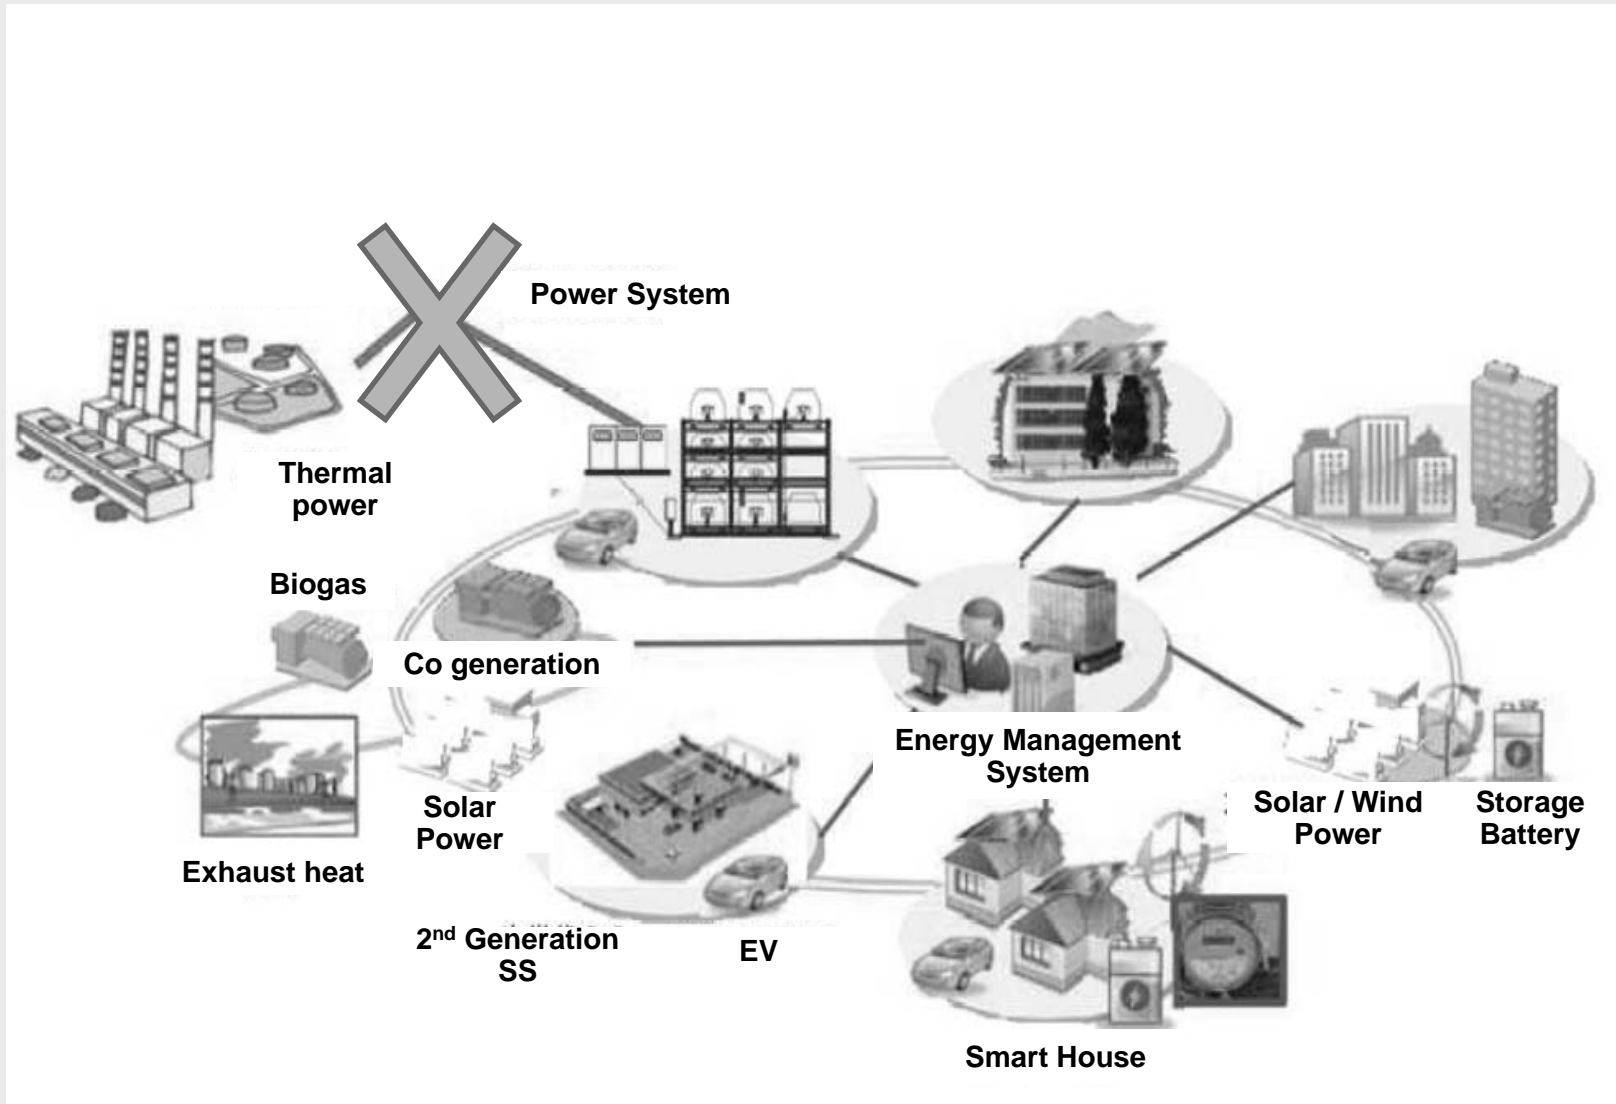 Power System
Thermal
power
Biogas
Co generation
Energy Management
System
Solar
Power
Solar / Wind
Power
Storage
Battery
Exhaust heat
2nd Generation
SS
EV
Smart House